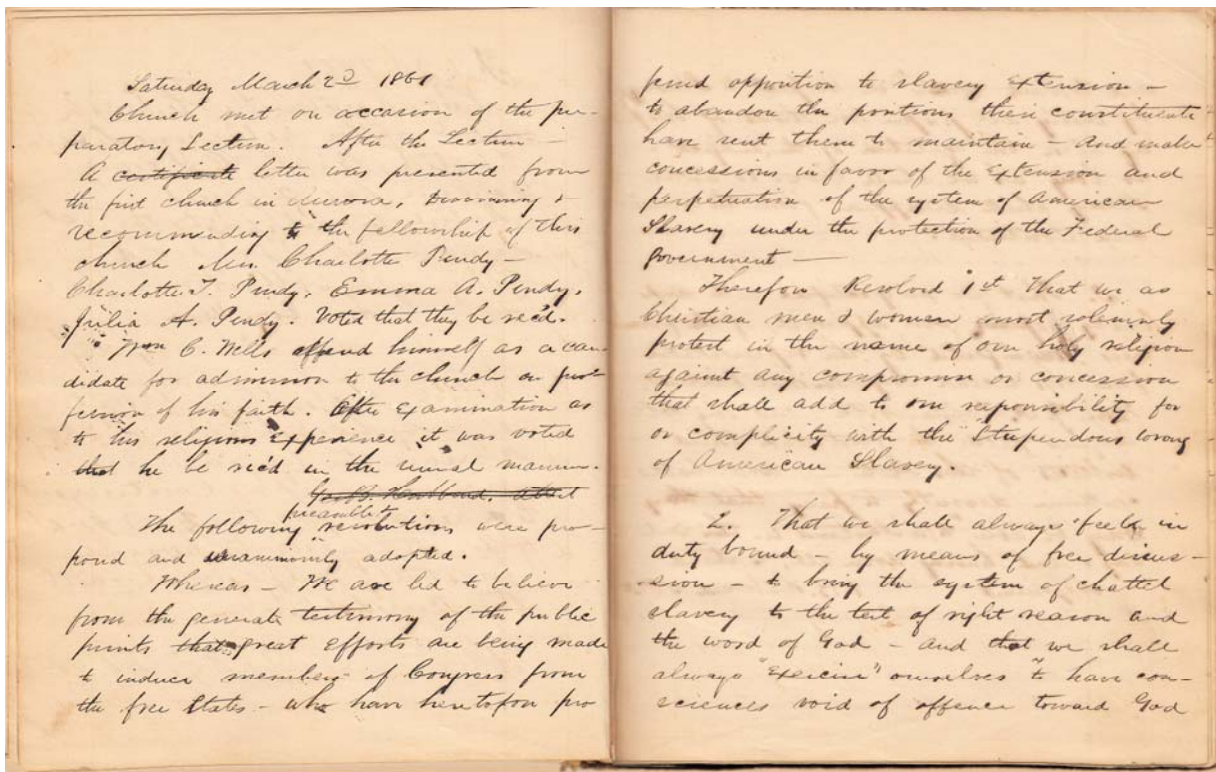 Saturday March 2d 1861
Church met on occasion of the pre-
paratory Lecture. After the Lecture -
A certificate letter was presented from
the first church in Aurora, Dismissing &
recommending to the fellowship of this
church Mrs. Charlotte Purdy -
Charlotte T. Purdy. Emma A. Purdy.
Julia A. Purdy. Voted that they be rec'd.
Wm C. Wells offered himself as a can
didate for admission to the church on pro-
fession of his faith. After Examination as
to his religious Experience it was voted
that he be rec'd in the usual manner.
Geo. B. Hubbard, attest
preamble &
The following resolutions were pro-
posed and unanimously adopted.
Whereas - We are led to believe
from the general testimony of the public
prints that great Efforts are being made
to induce members of Congress from
the free States - who have heretofore pro
fessed opposition to slavery Extension -
to abandon the positions their constituents
have sent them to maintain - And make
concessions in favor of the Extension and
perpetuation of the system of American
Slavery under the protection of the Federal
Government -
Therefore Resolved 1st That we as
Christian men & women most solemnly
protest in the name of our holy religion
against any compromise or concession
that shall add to our responsibility for
or complicity with the Stupendous wrong
of American Slavery.
2. That we shall always feel in
duty bound - by means of free discus-
sion - to bring the system of chattel
slavery to the test of right reason and
the word of God - and that we shall
always "Exercise" ourselves "to have con-
sciences void of offence toward God